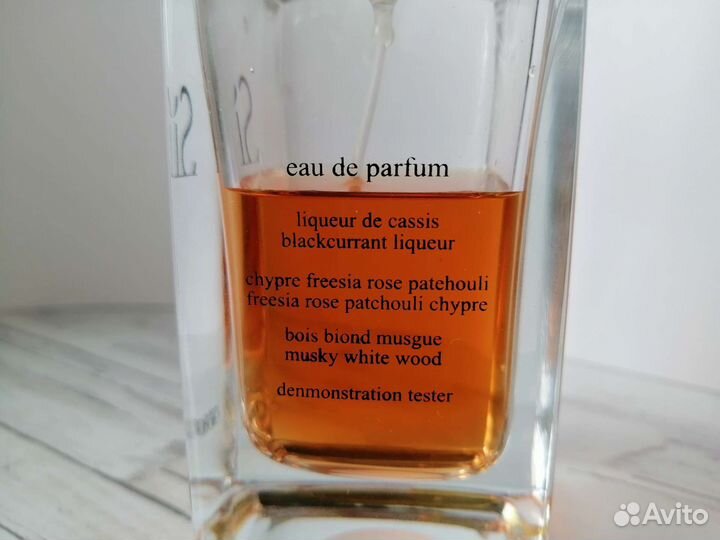 eau de parfum
liqueur de cassis
blackcurrant liqueur
chypre freesia rose patehouli
freesia rose patchouli chypre
bois biond musgue
musky white wood
denmonstration tester
Avito